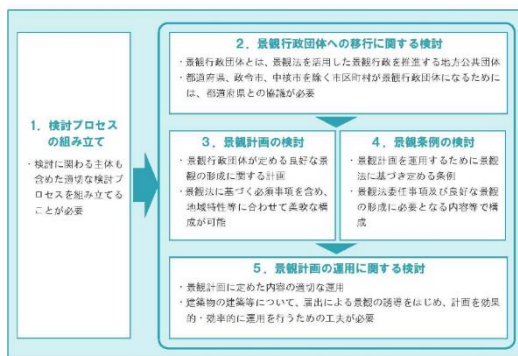 1．検討プロセス
の組み立て
・検討に関わる主体も
含めた適切な検討プ
ロセスを組み立てる
ことが必要
2．景観行政団体への移行に関する検討
・景観行政団体とは、景観法を活用した景観行政を推進する地方公共団体
・都道府県、政令市、中核市を除く市区町村が景観行政団体になるために
は、都道府県との協議が必要
3．景観計画の検討
・景観行政団体が定める良好な景
観の形成に関する計画
・景観法に基づく必須事項を含め、
地域特性等に合わせて柔軟な構
成が可能
4．景観条例の検討
・景観計画を運用するために景観
法に基づき定める条例
・景観法委任事項及び良好な景観
の形成に必要となる内容等で構
成
5．景観計画の運用に関する検討
・景観計画に定めた内容の適切な運用
・建築物の建築等について、届出による景観の誘導をはじめ、計画を効果
的・効率的に運用を行うための工夫が必要